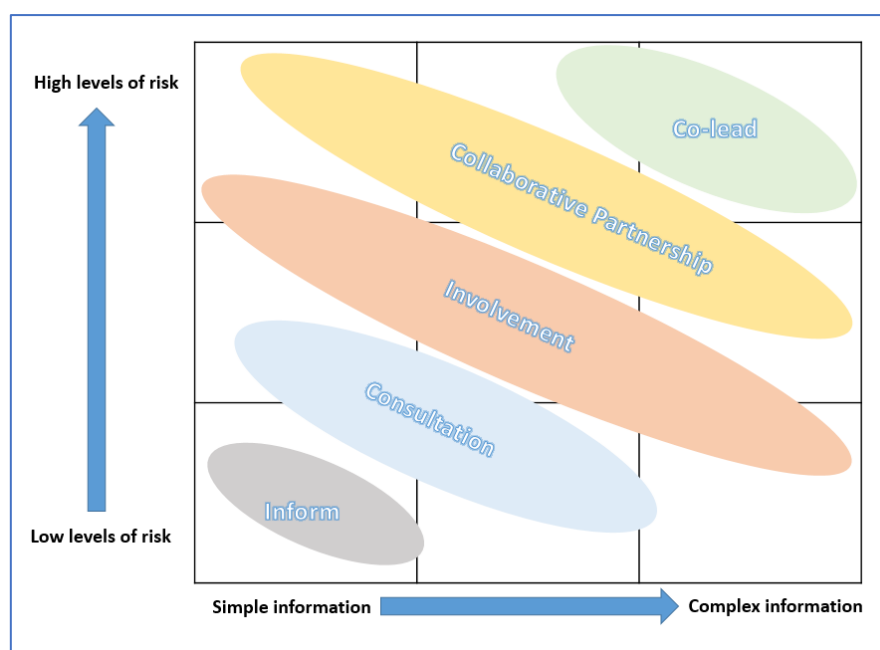 High levels of risk
Co-lead
Collaborative Partnership
Involvement
Consultation
Inform
Low levels of risk
Simple information
Complex information